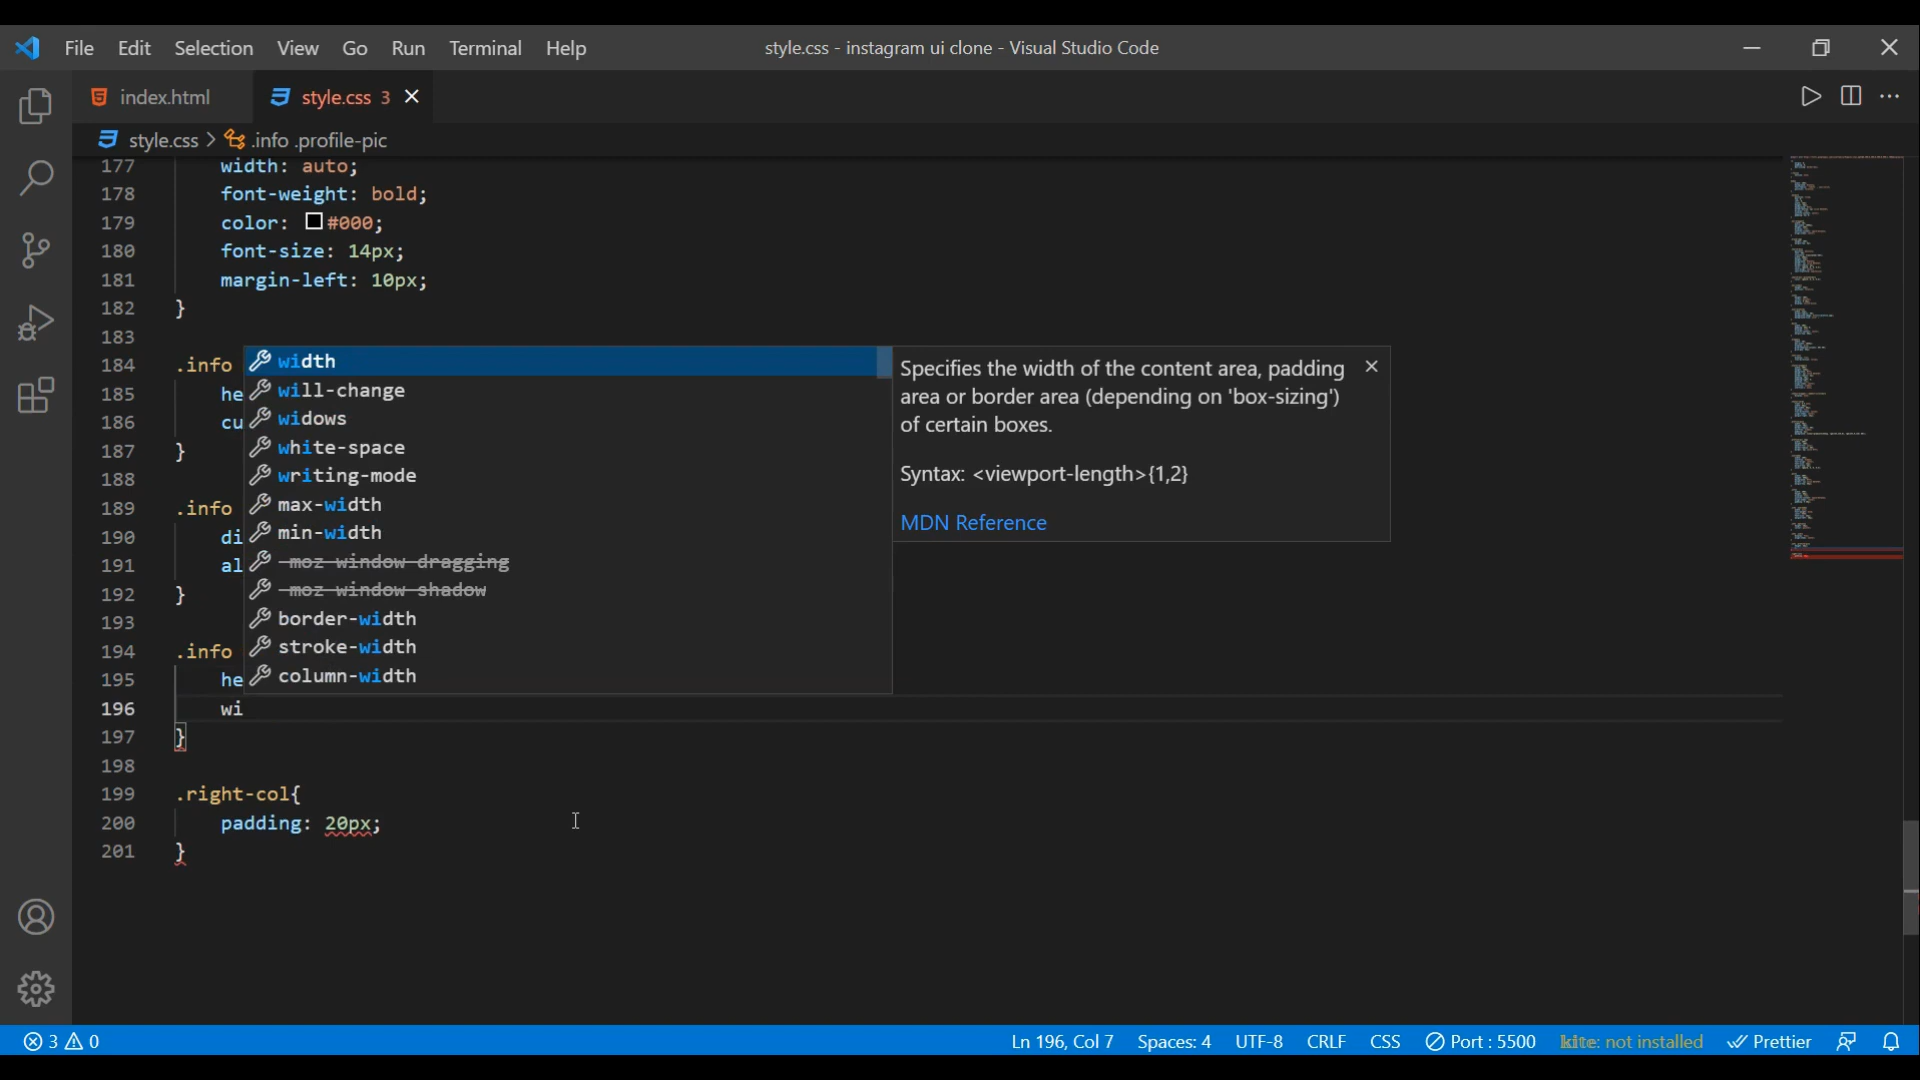 File Edit Selection View Go Run Terminal Help style.css - instagram ui clone - Visual Studio Code
index.html style.css 3
style.css > .info .profile-pic
177 width: auto;
178 font-weight: bold;
179 color: #000;
180 font-size: 14px;
181 margin-left: 10px;
182 }
183
184 .info
185 he
186 cu
187 }
188
189 .info
190 di
191 al
192 }
193
194 .info
195 he
196 wi
197 }
198
199 .right-col{
200 padding: 20px;
201 }
width
will-change
widows
white-space
writing-mode
max-width
min-width
-moz-window-dragging
-moz-window-shadow
border-width
stroke-width
column-width
Specifies the width of the content area, padding
area or border area (depending on 'box-sizing')
of certain boxes.
Syntax: <viewport-length>{1,2}
MDN Reference
3 0 Ln 196, Col 7 Spaces: 4 UTF-8 CRLF CSS Port : 5500 kite: not installed Prettier